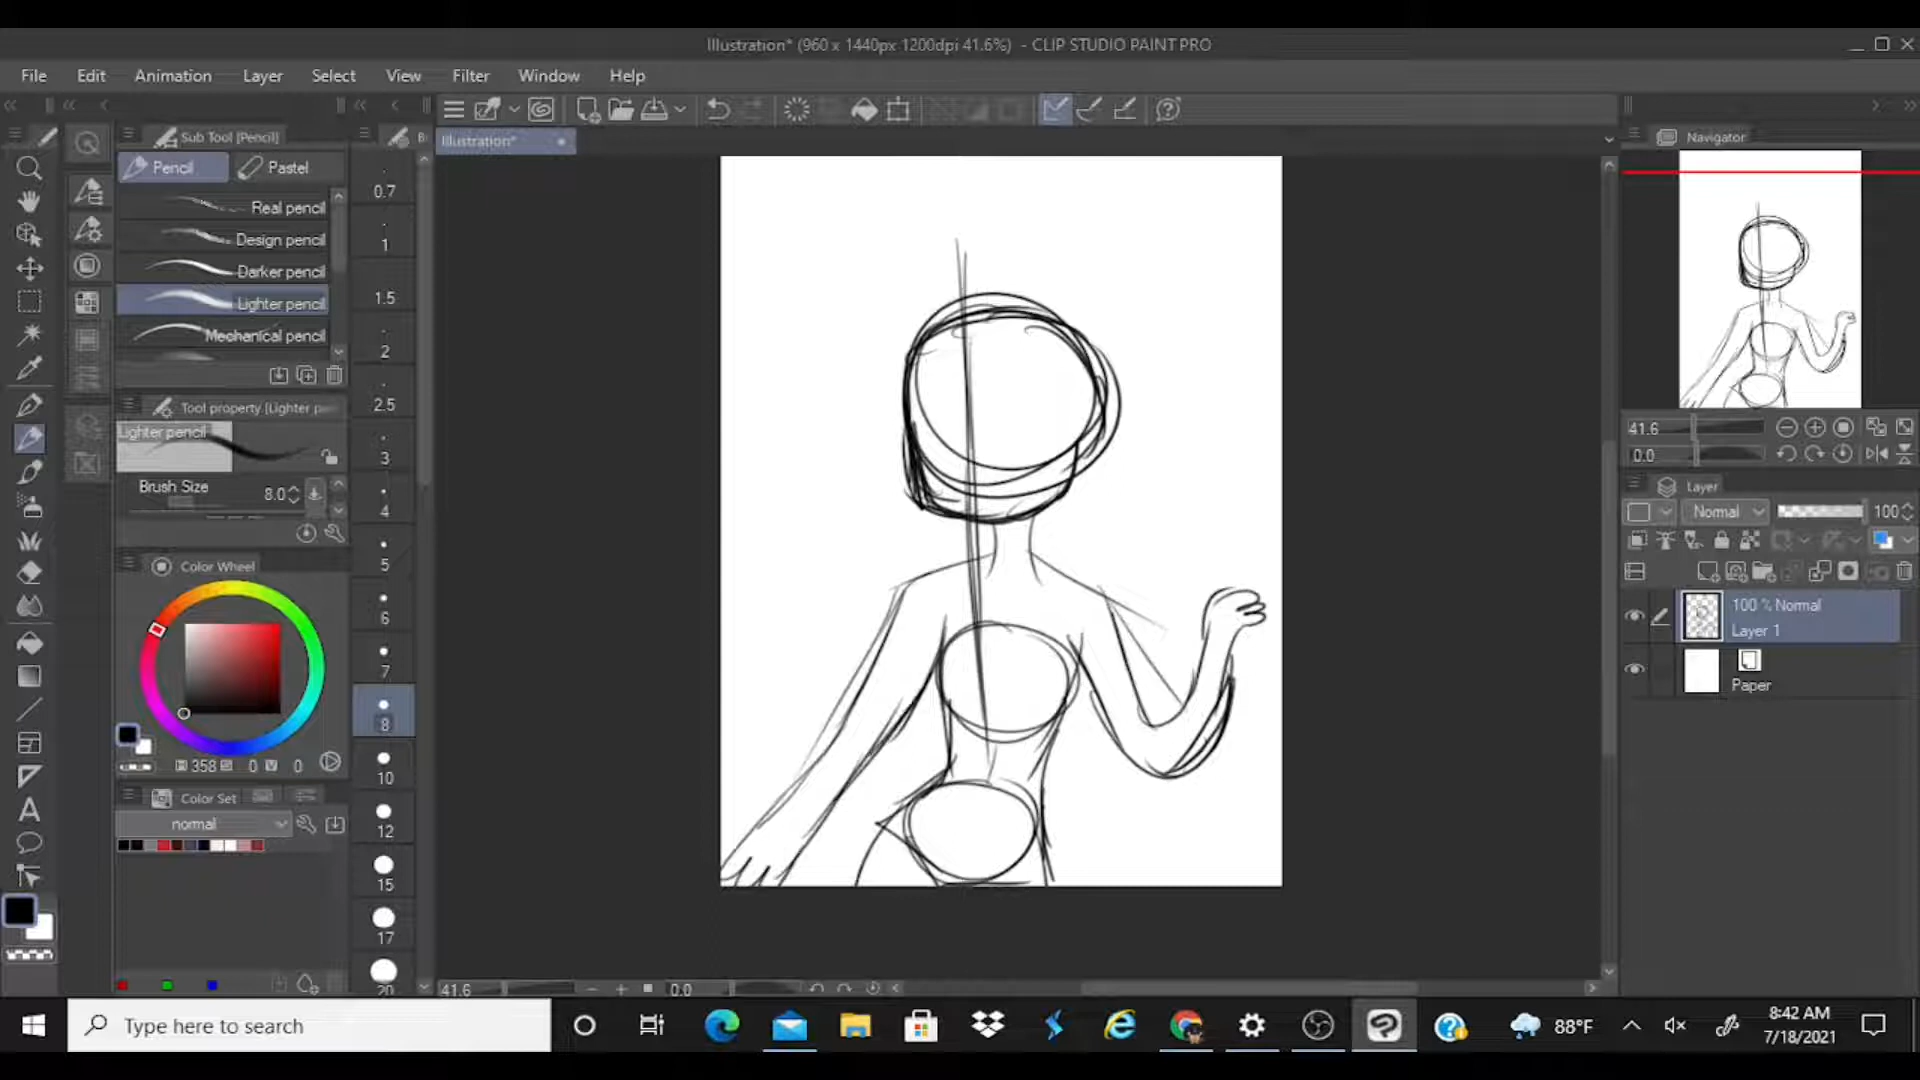 Illustration* (960 x 1440px 1200dpi 41.6%) - CLIP STUDIO PAINT PRO
File Edit Animation Layer Select View Filter Window Help
Sub Tool [Pencil]
Illustration*
Navigator
Pencil Pastel
Real pencil
Design pencil
Darker pencil
Lighter pencil
Mechanical pencil
Tool property [Lighter pe
Lighter pencil
Brush Size 8.0
Color Wheel
358 0 0
Color Set
normal
0.7
1
1.5
2
2.5
3
4
5
6
7
8
10
12
15
17
20
41.6 0.0
41.6
0.0
Layer
Normal 100
100 % Normal
Layer 1
Paper
Type here to search
88°F
8:42 AM
7/18/2021